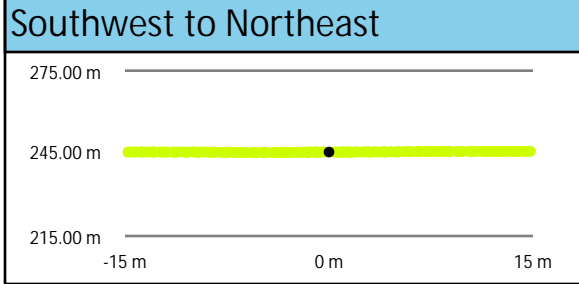 Southwest to Northeast
275.00 m
245.00 m
215.00 m
-15 m 0 m 15 m